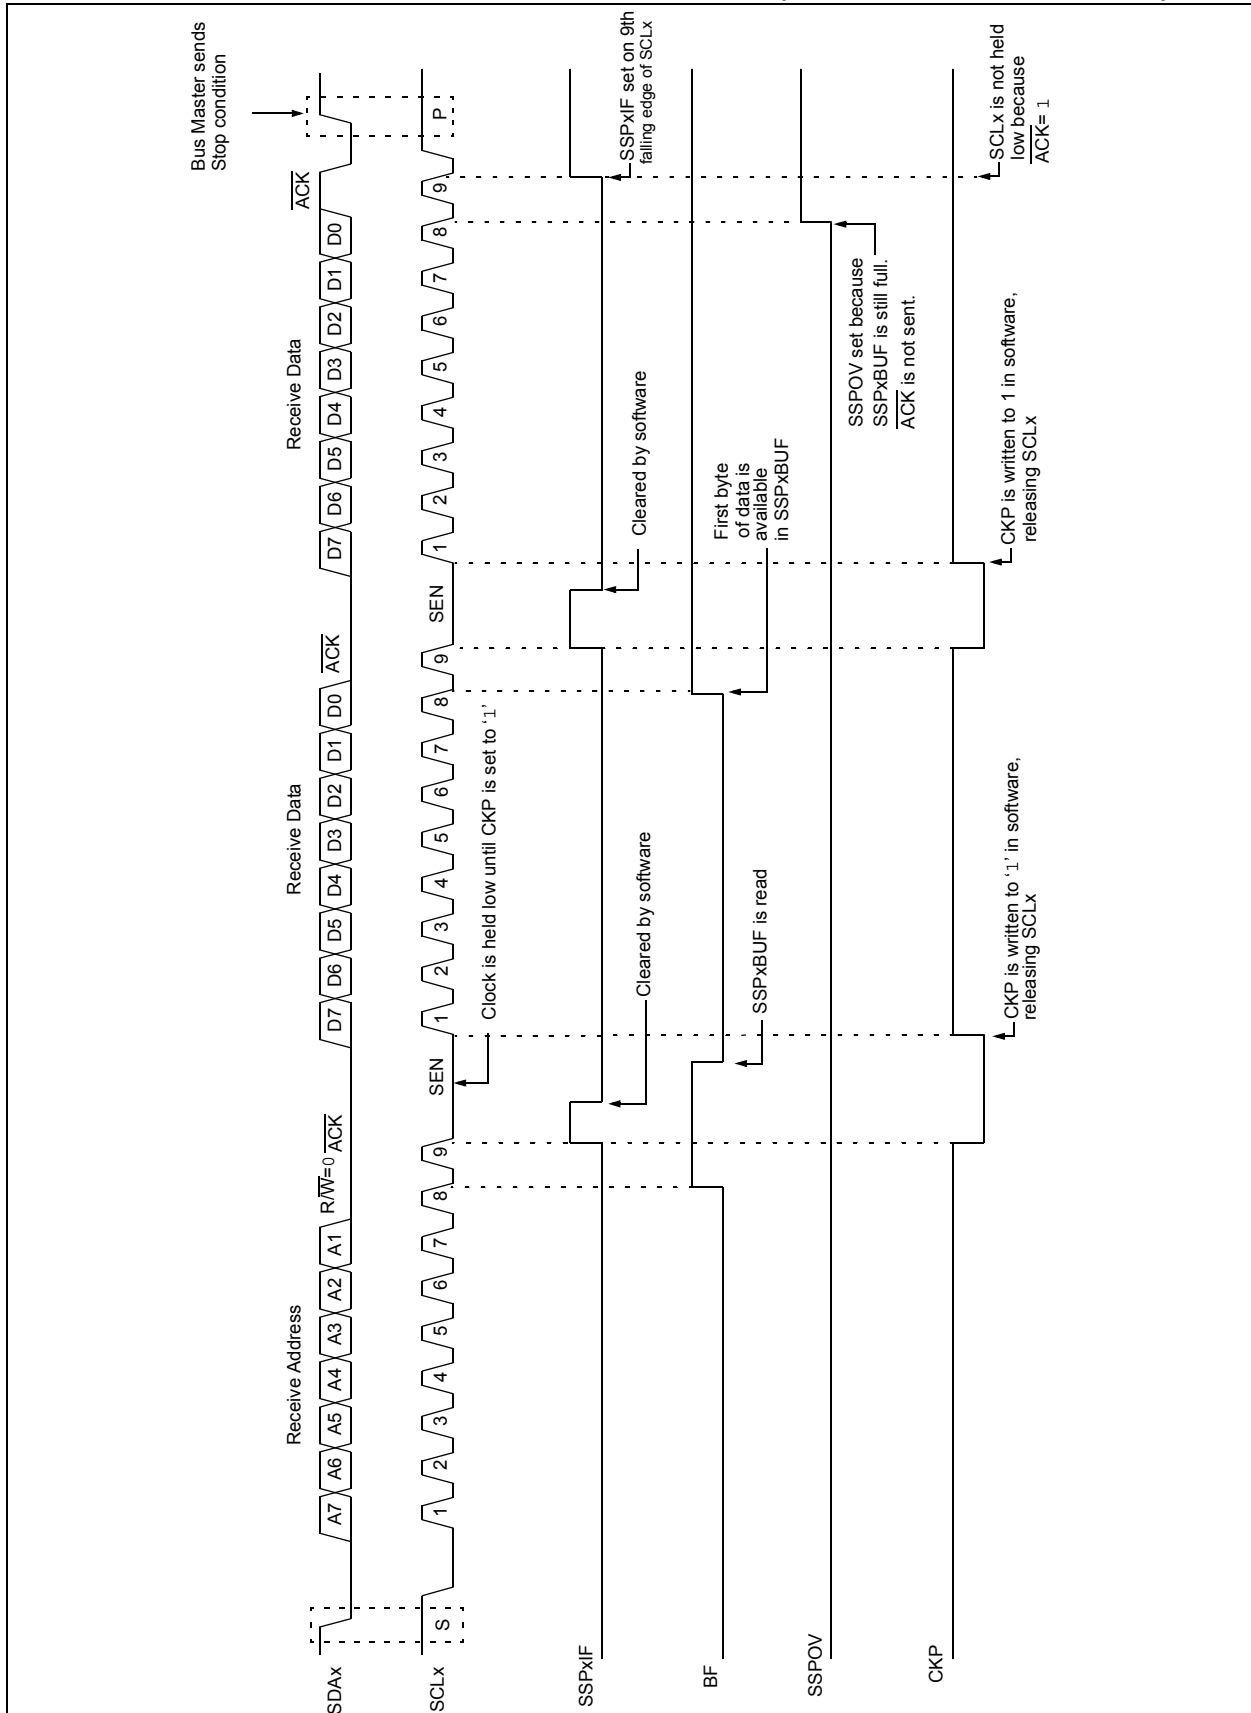 Bus Master sends
Stop condition
Receive Address
Receive Data
Receive Data
SDAx
A7 A6 A5 A4 A3 A2 A1 R/W=0 ACK D7 D6 D5 D4 D3 D2 D1 D0 ACK D7 D6 D5 D4 D3 D2 D1 D0 ACK
SCLx
S 1 2 3 4 5 6 7 8 9 SEN 1 2 3 4 5 6 7 8 9 SEN 1 2 3 4 5 6 7 8 9 P
Clock is held low until CKP is set to ‘1’
SSPxIF
Cleared by software
Cleared by software
SSPxIF set on 9th
falling edge of SCLx
BF
SSPxBUF is read
First byte
of data is
available
in SSPxBUF
SSPOV
SSPOV set because
SSPxBUF is still full.
ACK is not sent.
CKP
CKP is written to ‘1’ in software,
releasing SCLx
CKP is written to 1 in software,
releasing SCLx
SCLx is not held
low because
ACK= 1